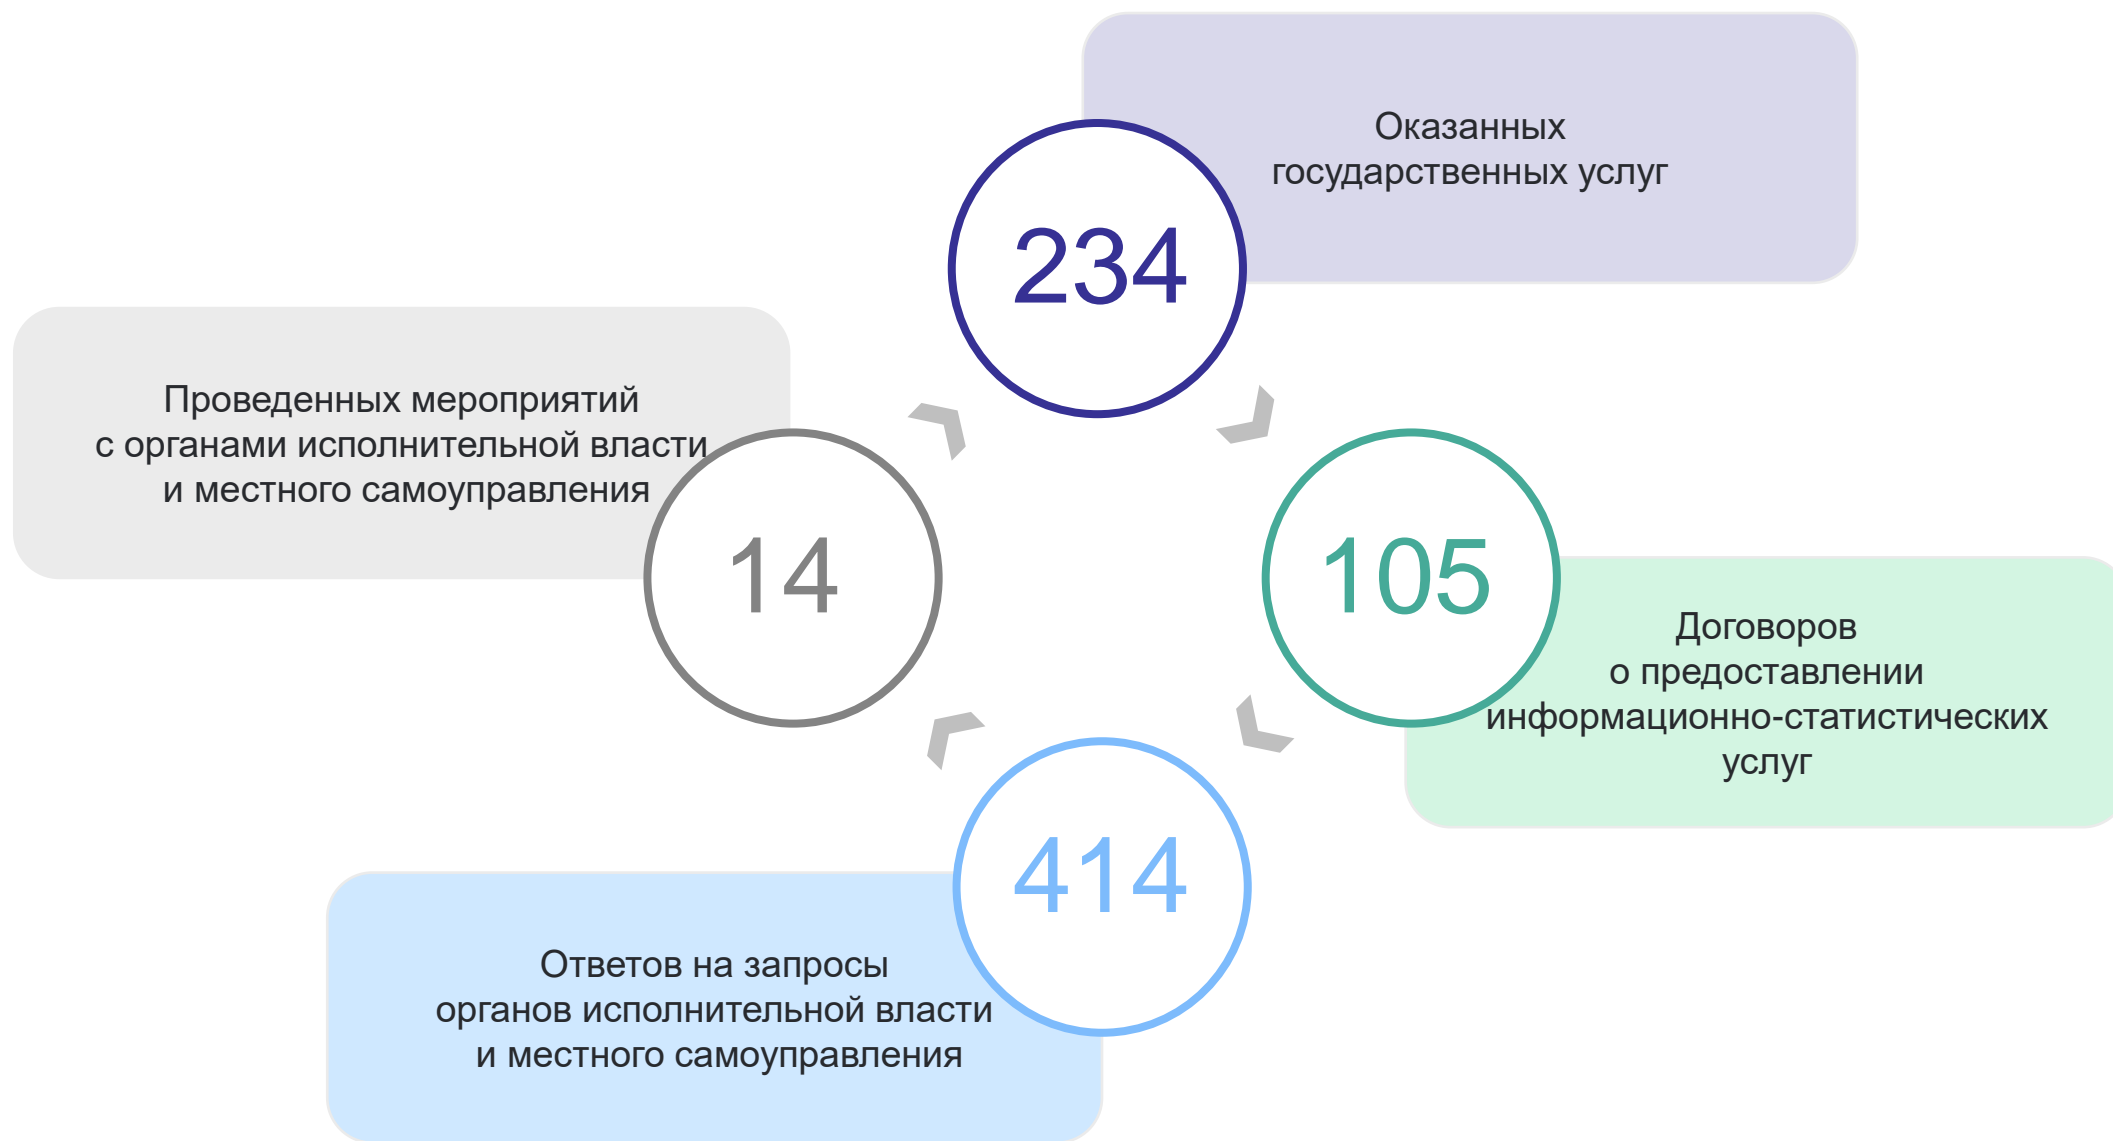 234
Оказанных
государственных услуг
105
Договоров
о предоставлении
информационно-статистических
услуг
414
Ответов на запросы
органов исполнительной власти
и местного самоуправления
14
Проведенных мероприятий
с органами исполнительной власти
и местного самоуправления